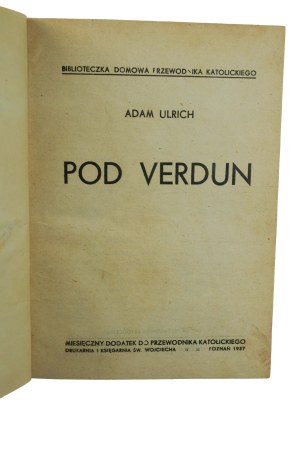 BIBLIOTECZKA DOMOWA PRZEWODNIKA KATOLICKIEGO
ADAM ULRICH
POD VERDUN
MIESIĘCZNY DODATEK DO PRZEWODNIKA KATOLICKIEGO
DRUKARNIA I KSIĘGARNIA ŚW. WOJCIECHA POZNAŃ 1937